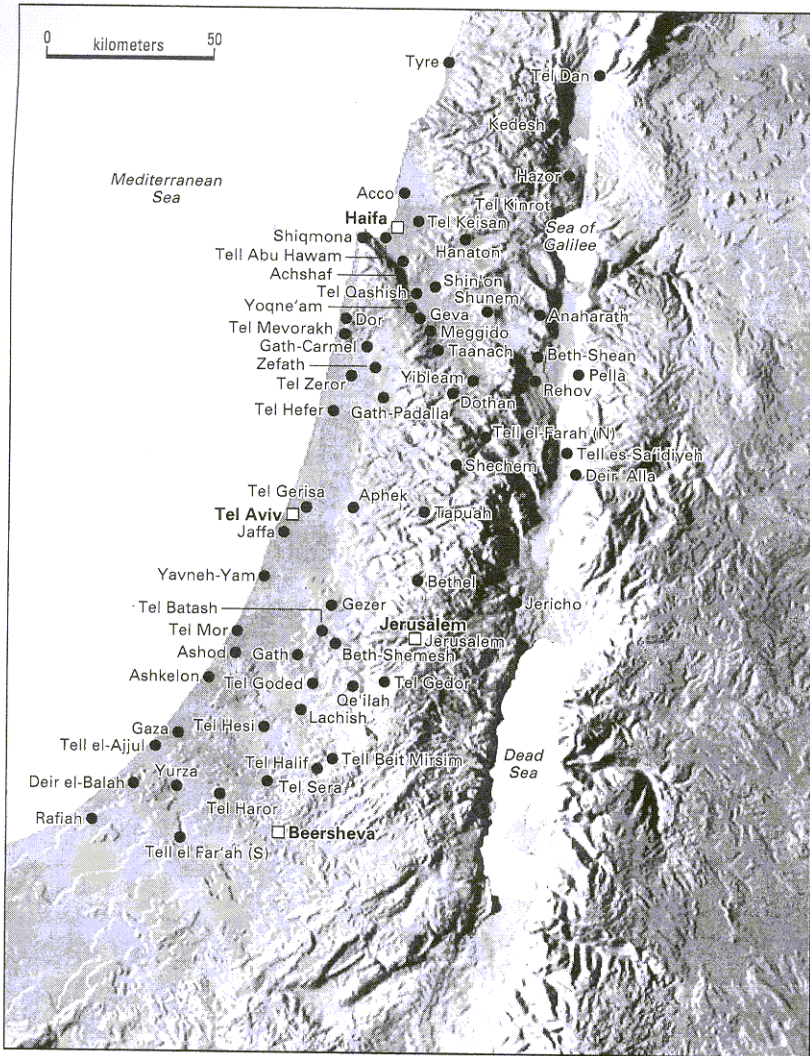 0 50
kilometers
Tyre
Tel Dan
Kedesh
Mediterranean
Sea
Hazor
Acco
Tel Kinrot
Haifa
Tel Keisan
Sea of
Galilee
Shiqmona
Hanaton
Tell Abu Hawam
Achshaf
Shin'on
Tel Qashish
Shunem
Yoqne'am
Dor
Geva
Anaharath
Tel Mevorakh
Meggido
Gath-Carmel
Taanach
Beth-Shean
Zefath
Tel Zeror
Yibleam
Rehov
Pella
Dothan
Tel Hefer
Gath-Padalla
Tell el-Farah (N)
Shechem
Tell es-Sa'idiyeh
Deir 'Alla
Tel Gerisa
Aphek
Tel Aviv
Tapuah
Jaffa
Yavneh-Yam
Bethel
Tel Batash
Gezer
Jericho
Jerusalem
Tel Mor
Jerusalem
Ashod
Gath
Beth-Shemesh
Ashkelon
Tel Goded
Qe'ilah
Tel Gedor
Lachish
Gaza
Tel Hesi
Tell el-Ajjul
Dead
Sea
Tel Halif
Tell Beit Mirsim
Deir el-Balah
Yurza
Tel Sera
Tel Haror
Rafiah
Beersheva
Tell el Far'ah (S)